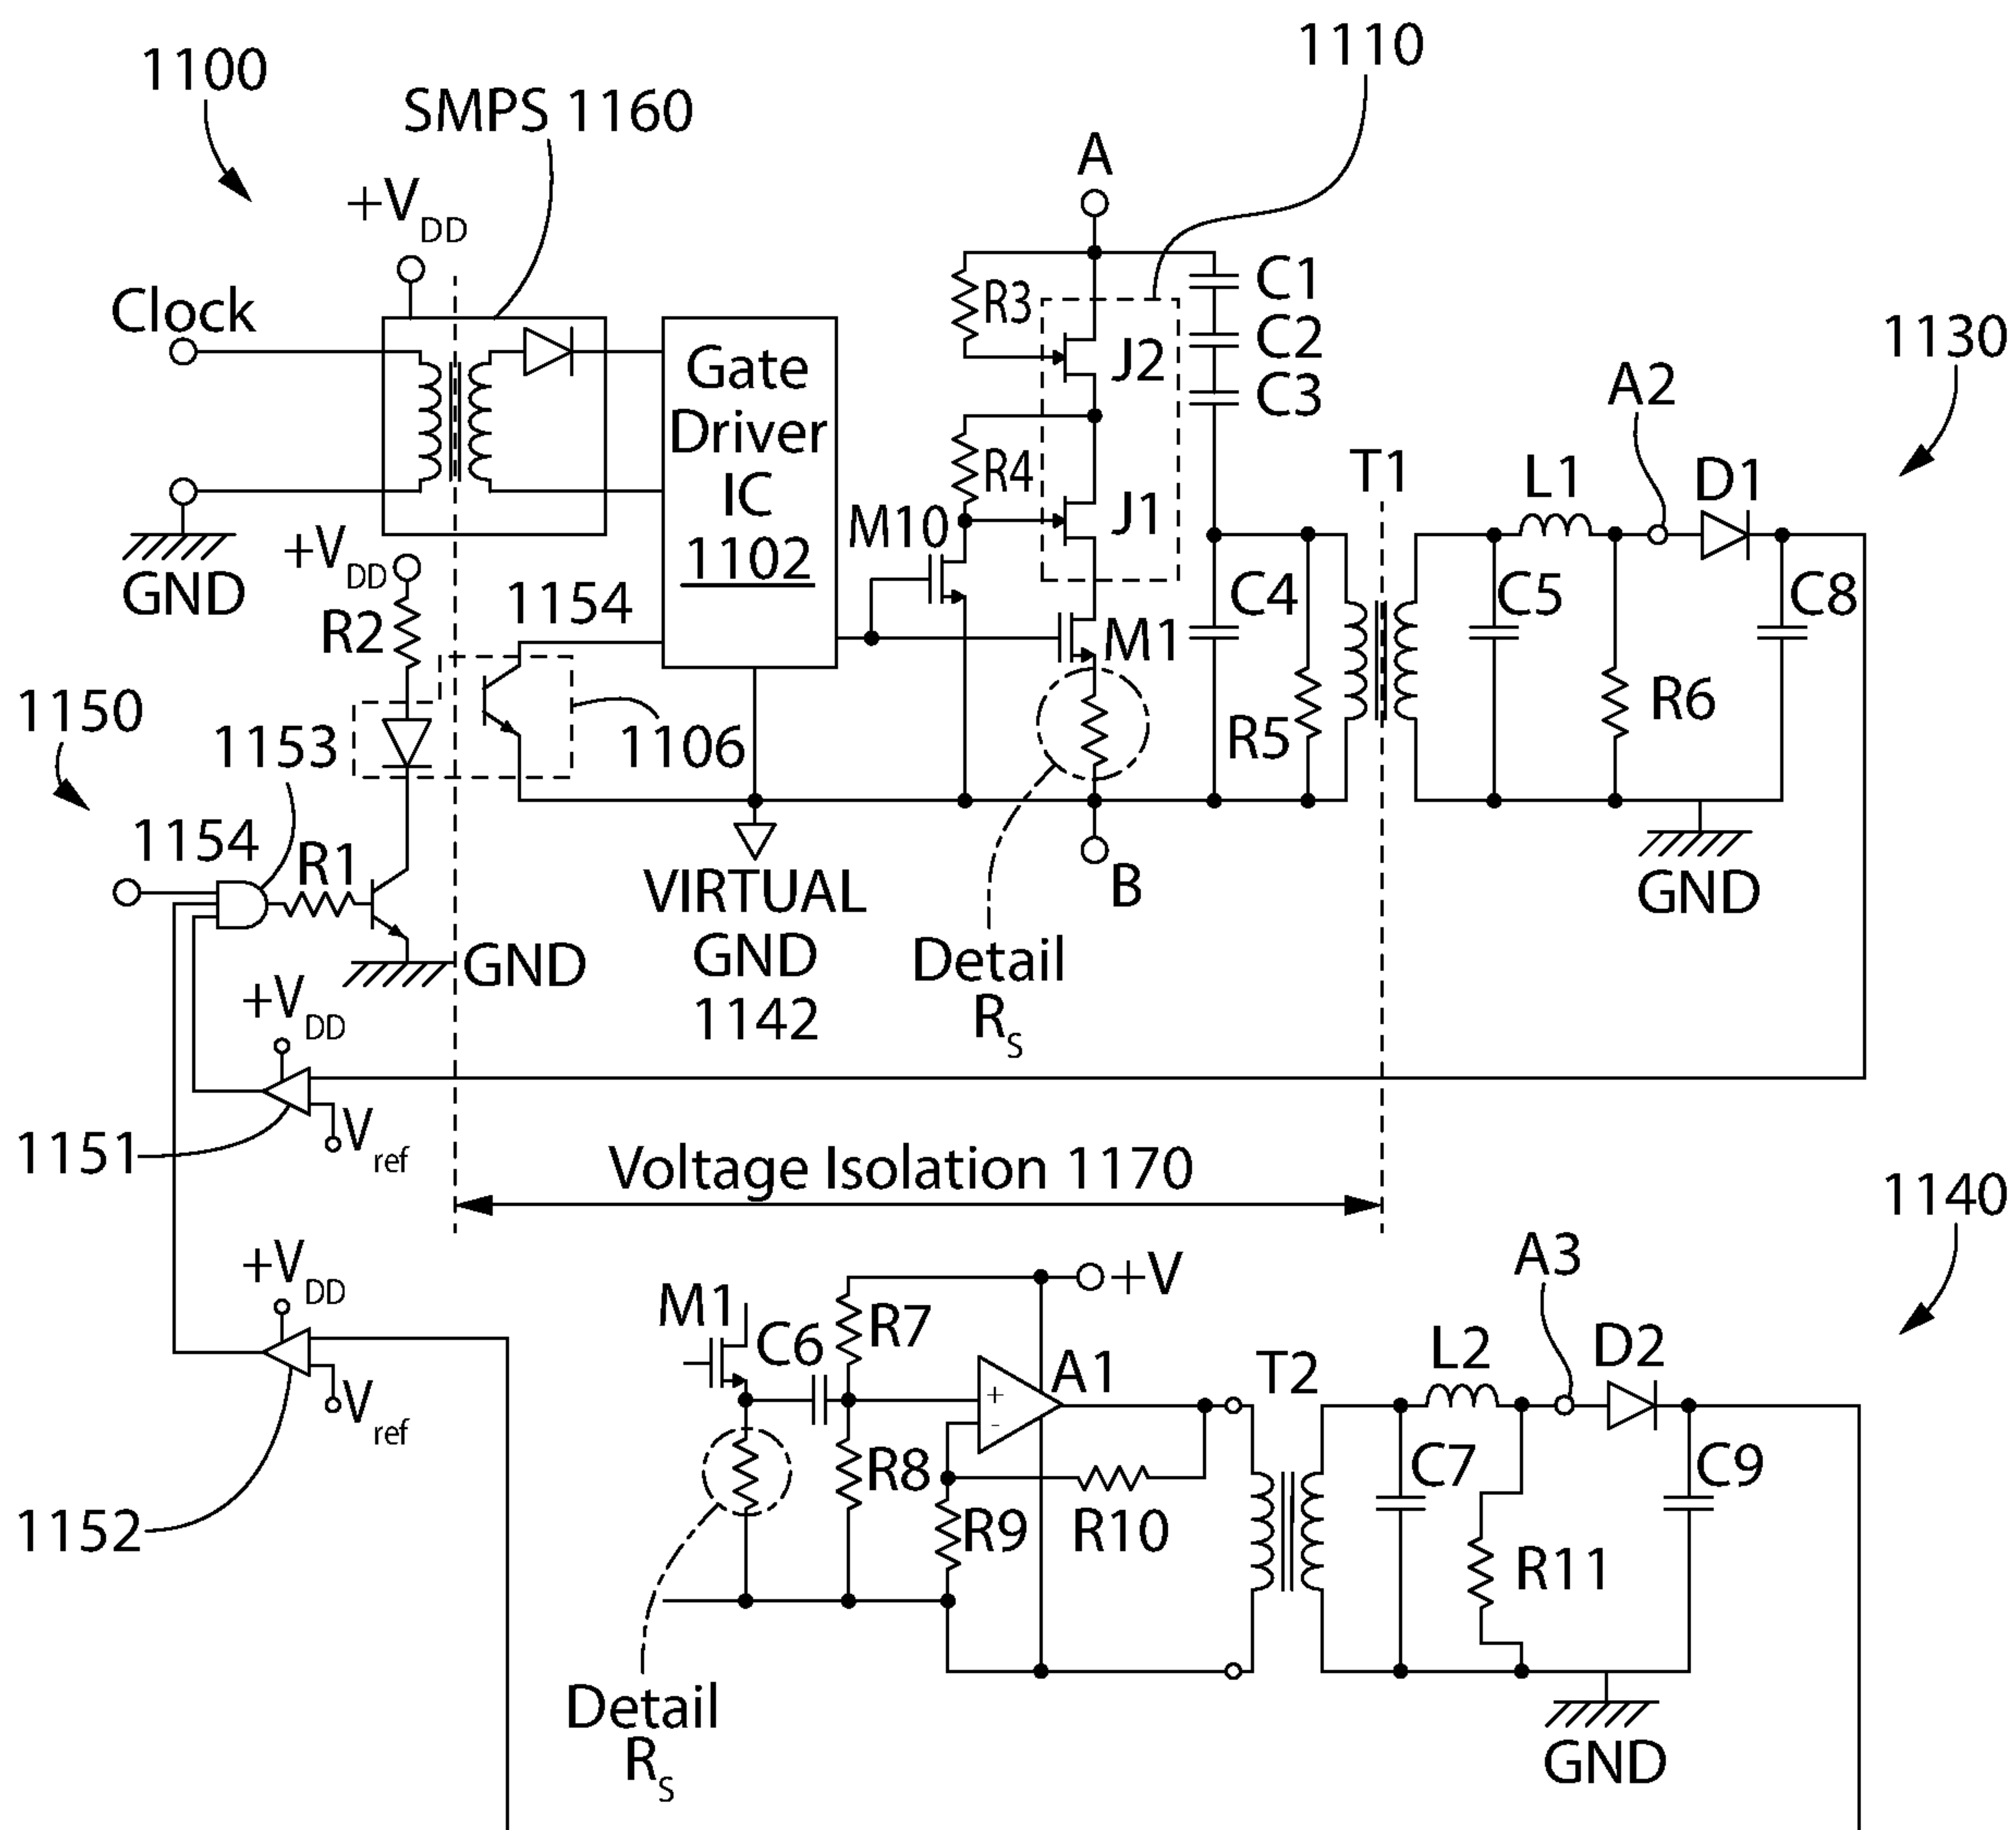 1100
SMPS 1160
1110
+VDD
A
Clock
Gate
Driver
IC
1102
R3
J2
C1
C2
C3
1130
A2
R4
J1
T1
L1
D1
M10
GND
+VDD
R2
1154
M1
C4
C5
C8
R5
R6
1150
1153
1106
1154
R1
VIRTUAL
GND
1142
B
GND
Detail
RS
GND
+VDD
Vref
1151
Voltage Isolation 1170
1140
+VDD
Vref
1152
M1
C6
R7
+V
A1
+
-
T2
A3
L2
D2
R8
R9
R10
C7
C9
R11
Detail
RS
GND